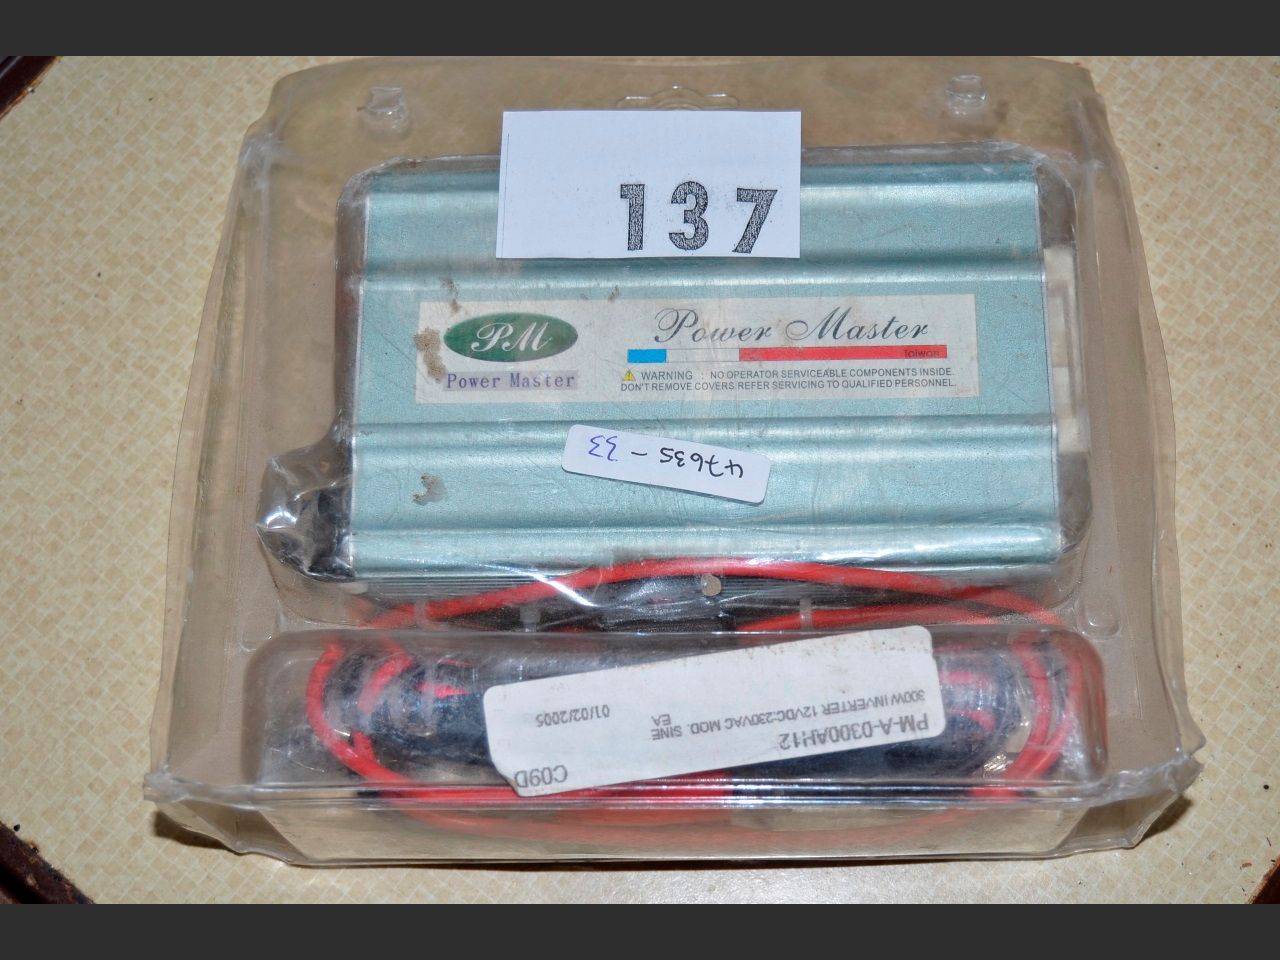 137
PM
Power Master
Power Master
Taiwan
WARNING : NO OPERATOR SERVICEABLE COMPONENTS INSIDE.
DON'T REMOVE COVERS. REFER SERVICING TO QUALIFIED PERSONNEL.
47635 - 33
PM-A-0300AH12
300W INVERTER 12VDC:230VAC MOD. SINE
EA
01/02/2005
C09D